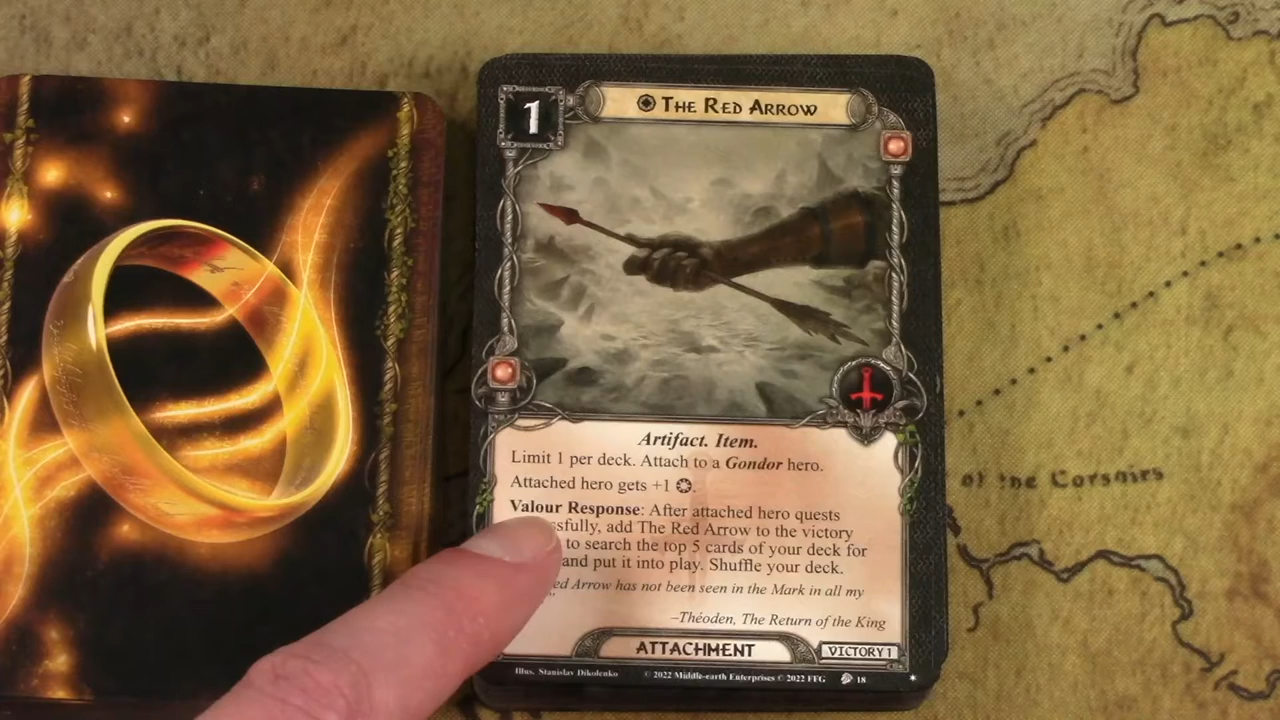 1
THE RED ARROW
Artifact. Item.
Limit 1 per deck. Attach to a Gondor hero.
Attached hero gets +1 .
Valour Response: After attached hero quests
ssfully, add The Red Arrow to the victory
to search the top 5 cards of your deck for
and put it into play. Shuffle your deck.
ed Arrow has not been seen in the Mark in all my
–Théoden, The Return of the King
ATTACHMENT
VICTORY 1
Illus. Stanislav Dikolenko © 2022 Middle-earth Enterprises © 2022 FFG 18
of the Corsairs